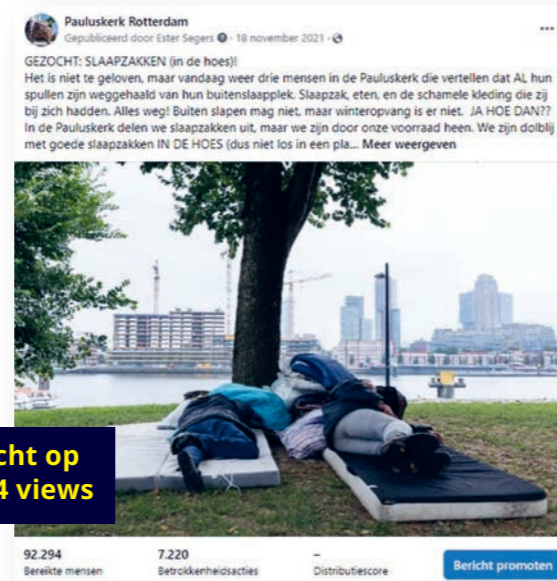 Pauluskerk Rotterdam
Gepubliceerd door Ester Segers · 18 november 2021 ·
GEZOCHT: SLAAPZAKKEN (in de hoes)!
Het is niet te geloven, maar vandaag weer drie mensen in de Pauluskerk die vertellen dat AL hun
spullen zijn weggehaald van hun buitenslaapplek. Slaapzak, eten, en de schamele kleding die zij
bij zich hadden. Alles weg! Buiten slapen mag niet, maar winteropvang is er niet. JA HOE DAN??
In de Pauluskerk delen we slaapzakken uit, maar we zijn door onze voorraad heen. We zijn dolblij
met goede slaapzakken IN DE HOES (dus niet los in een pla... Meer weergeven
cht op
4 views
92.294
Bereikte mensen
7.220
Betrokkenheidsacties
–
Distributiescore
Bericht promoten